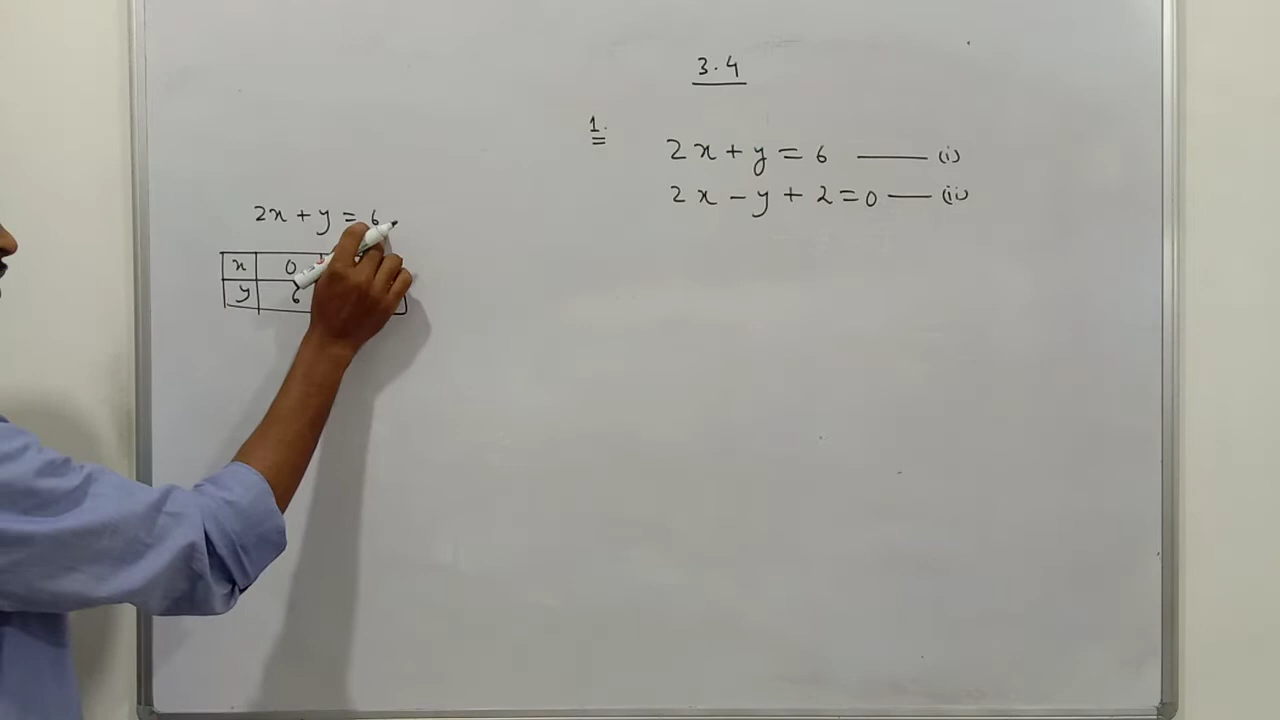 3.4
1.
2x + y = 6 —— (i)
2x - y + 2 = 0 —— (ii)
2x + y = 6
x 0
y 6